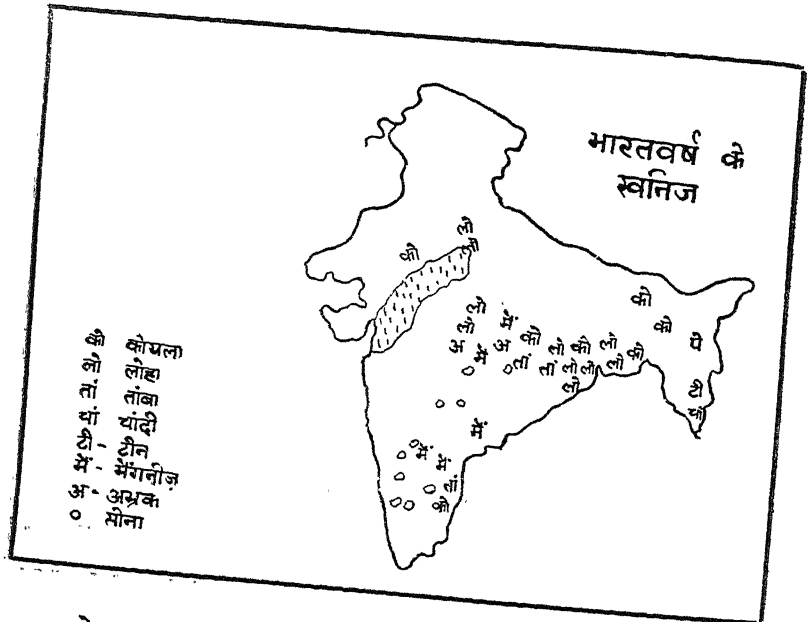 भारतवर्ष के
खनिज
लो
को
लो
को
लो
को
लो
मैं
लो
को
लो
को
लो
पे
अ
मैं
अ
तां
तां
लो
लो
लो
को
लो
टी
चां
मैं
मैं
मैं
तां
को
को कोयला
लो लोहा
तां तांबा
चां चांदी
टी - टीन
मैं - मैंगनीज़
अ - अभ्रक
० सोना